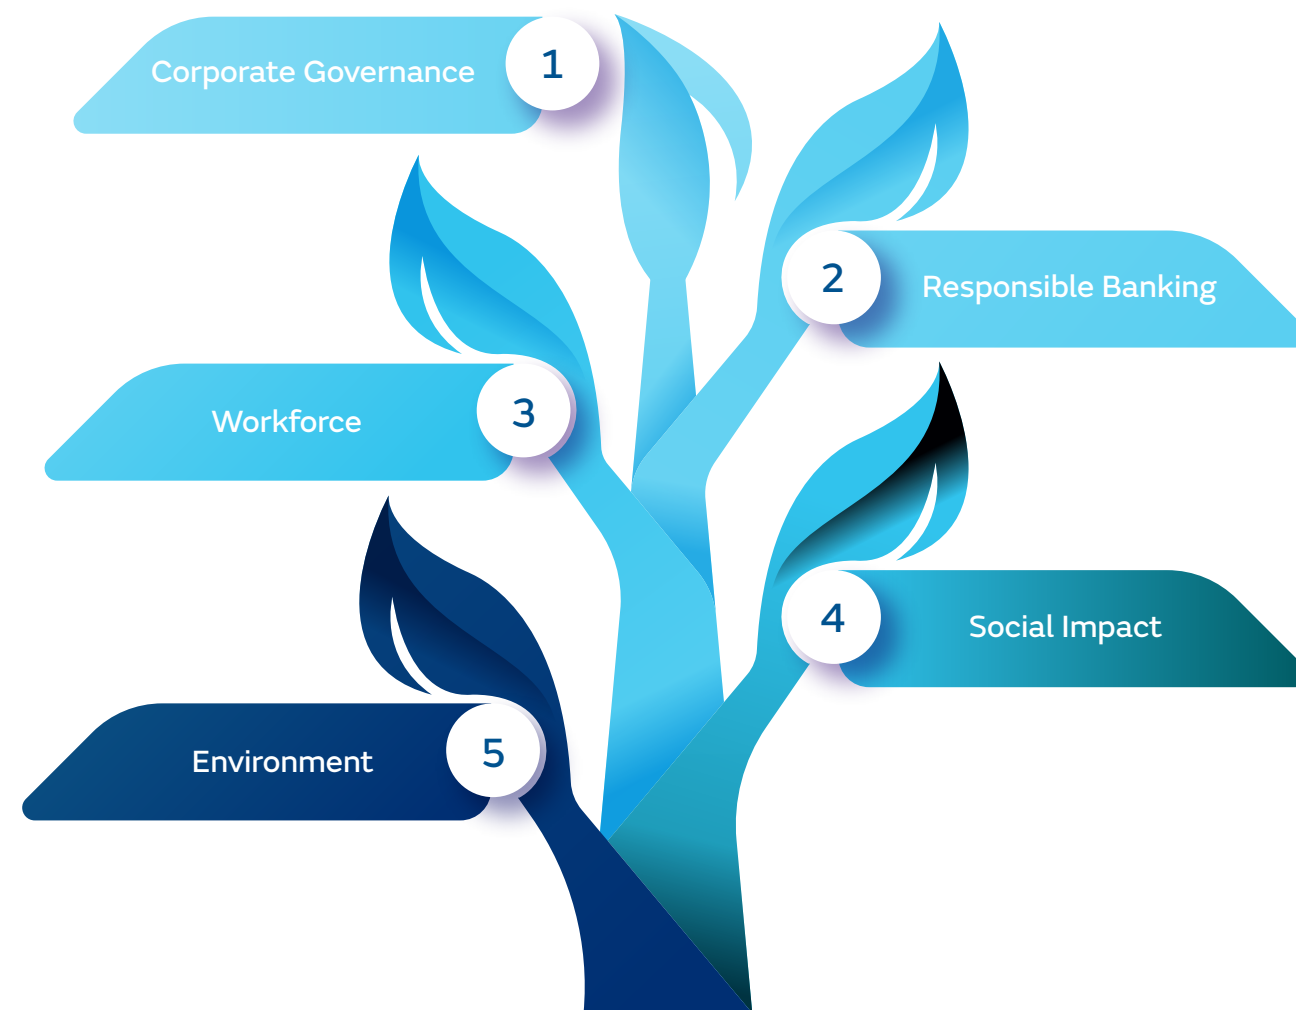 1
Corporate Governance
2
Responsible Banking
3
Workforce
4
Social Impact
5
Environment